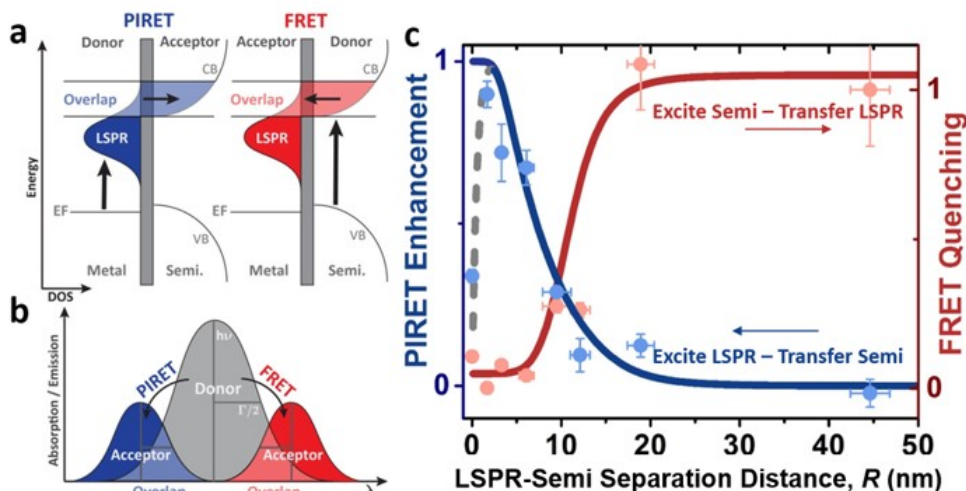 a
PIRET
Donor
Acceptor
CB
Overlap
LSPR
Energy
EF
VB
Metal
Semi.
DOS
FRET
Acceptor
Donor
CB
Overlap
LSPR
EF
VB
Metal
Semi.
b
Absorption / Emission
PIRET
hν
Donor
Γ/2
FRET
Acceptor
Acceptor
Overlap
Overlap
λ
c
PIRET Enhancement
1
0
Excite Semi – Transfer LSPR
Excite LSPR – Transfer Semi
FRET Quenching
1
0
0 10 20 30 40 50
LSPR-Semi Separation Distance, R (nm)